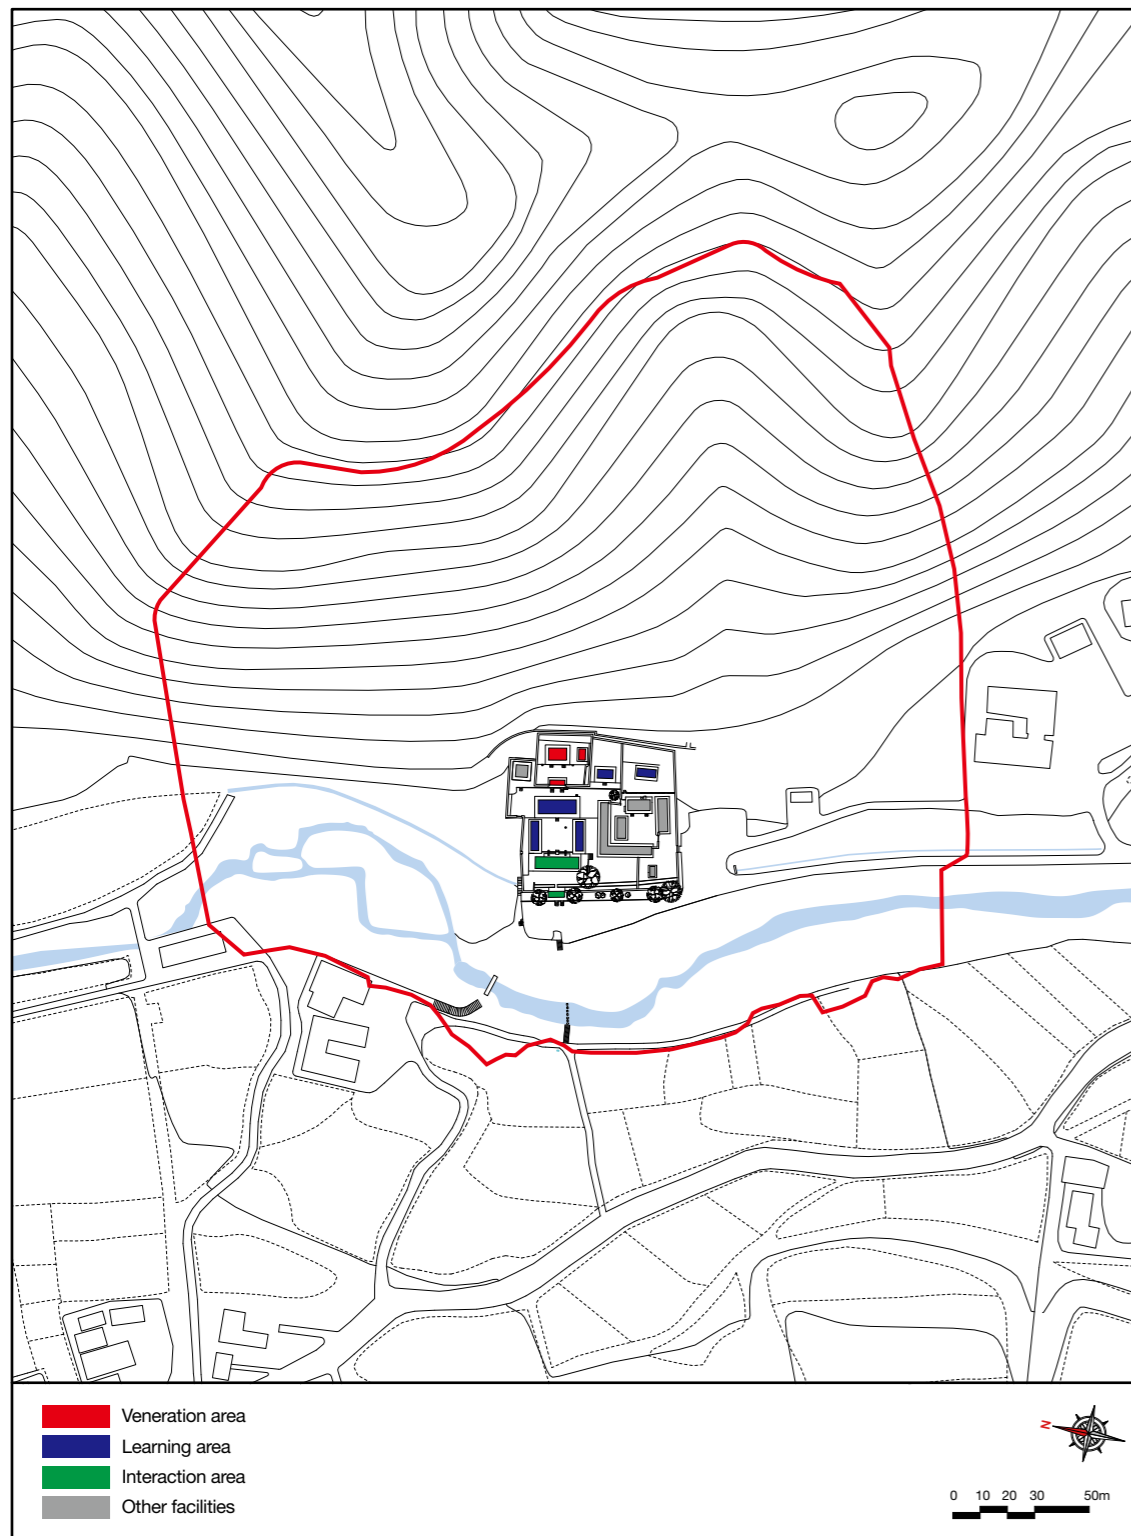 Veneration area
Learning area
Interaction area
Other facilities
N
0 10 20 30 50m